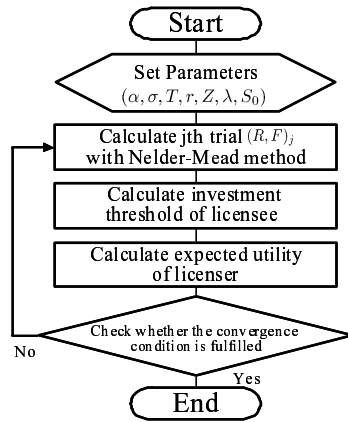 Start
Set Parameters
(α, σ, T, r, Z, λ, S₀)
Calculate jth trial (R, F)ⱼ
with Nelder-Mead method
Calculate investment
threshold of licensee
Calculate expected utility
of licenser
Check whether the convergence
condition is fulfilled
No
Yes
End